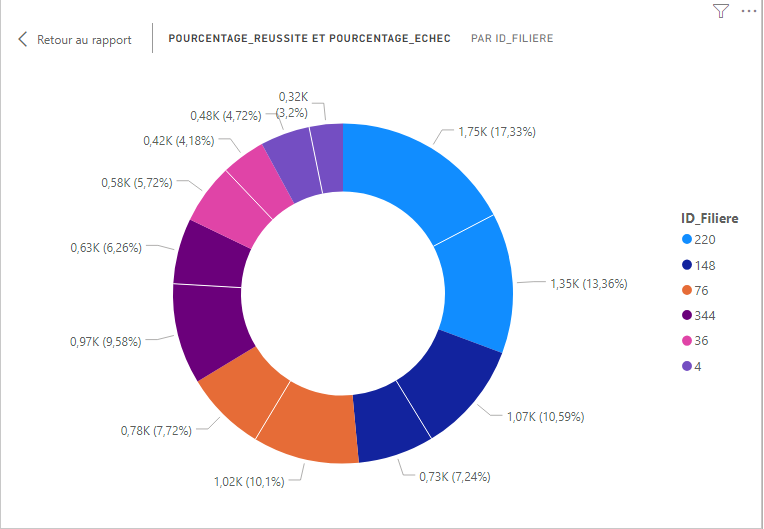 Retour au rapport
POURCENTAGE_REUSSITE ET POURCENTAGE_ECHEC
PAR ID_FILIERE
0,32K
(3,2%)
0,48K (4,72%)
0,42K (4,18%)
0,58K (5,72%)
0,63K (6,26%)
0,97K (9,58%)
0,78K (7,72%)
1,02K (10,1%)
0,73K (7,24%)
1,07K (10,59%)
1,35K (13,36%)
1,75K (17,33%)
ID_Filiere
220
148
76
344
36
4